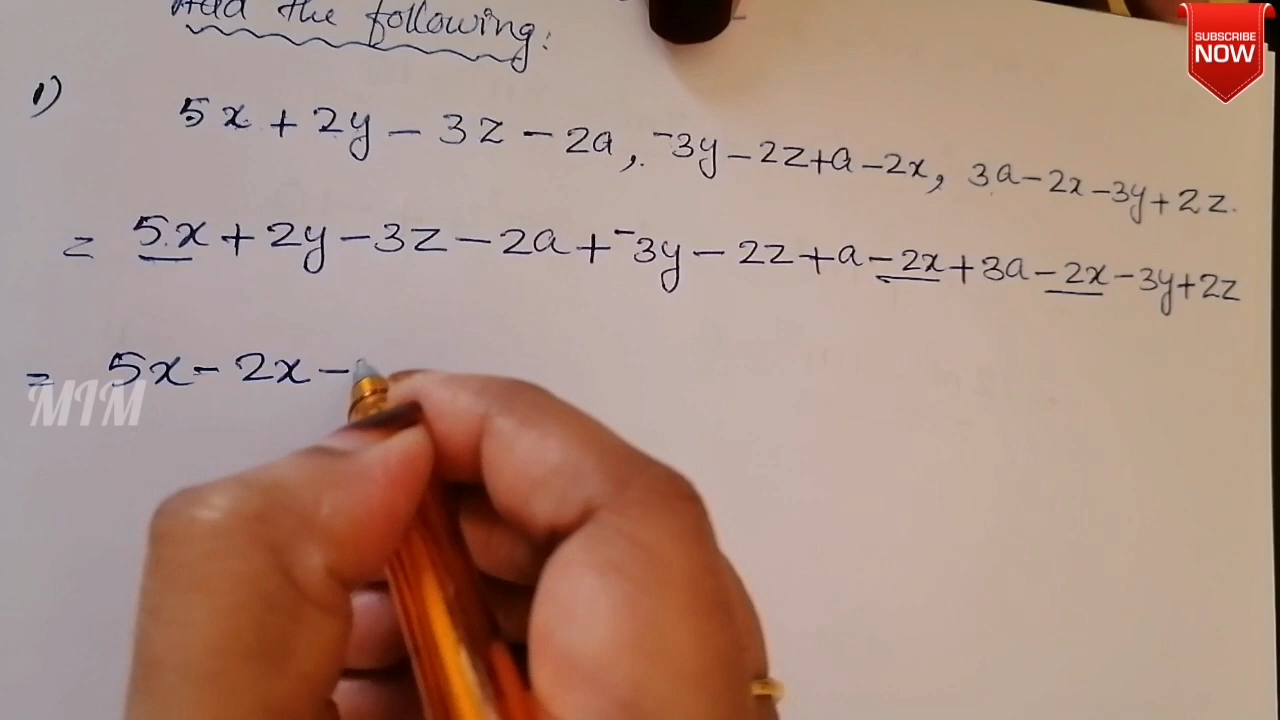 Add the following:
SUBSCRIBE
NOW
1)
5x + 2y - 3z - 2a, -3y - 2z + a - 2x, 3a - 2x - 3y + 2z.
= 5x + 2y - 3z - 2a + -3y - 2z + a - 2x + 3a - 2x - 3y + 2z
= 5x - 2x -
MIM